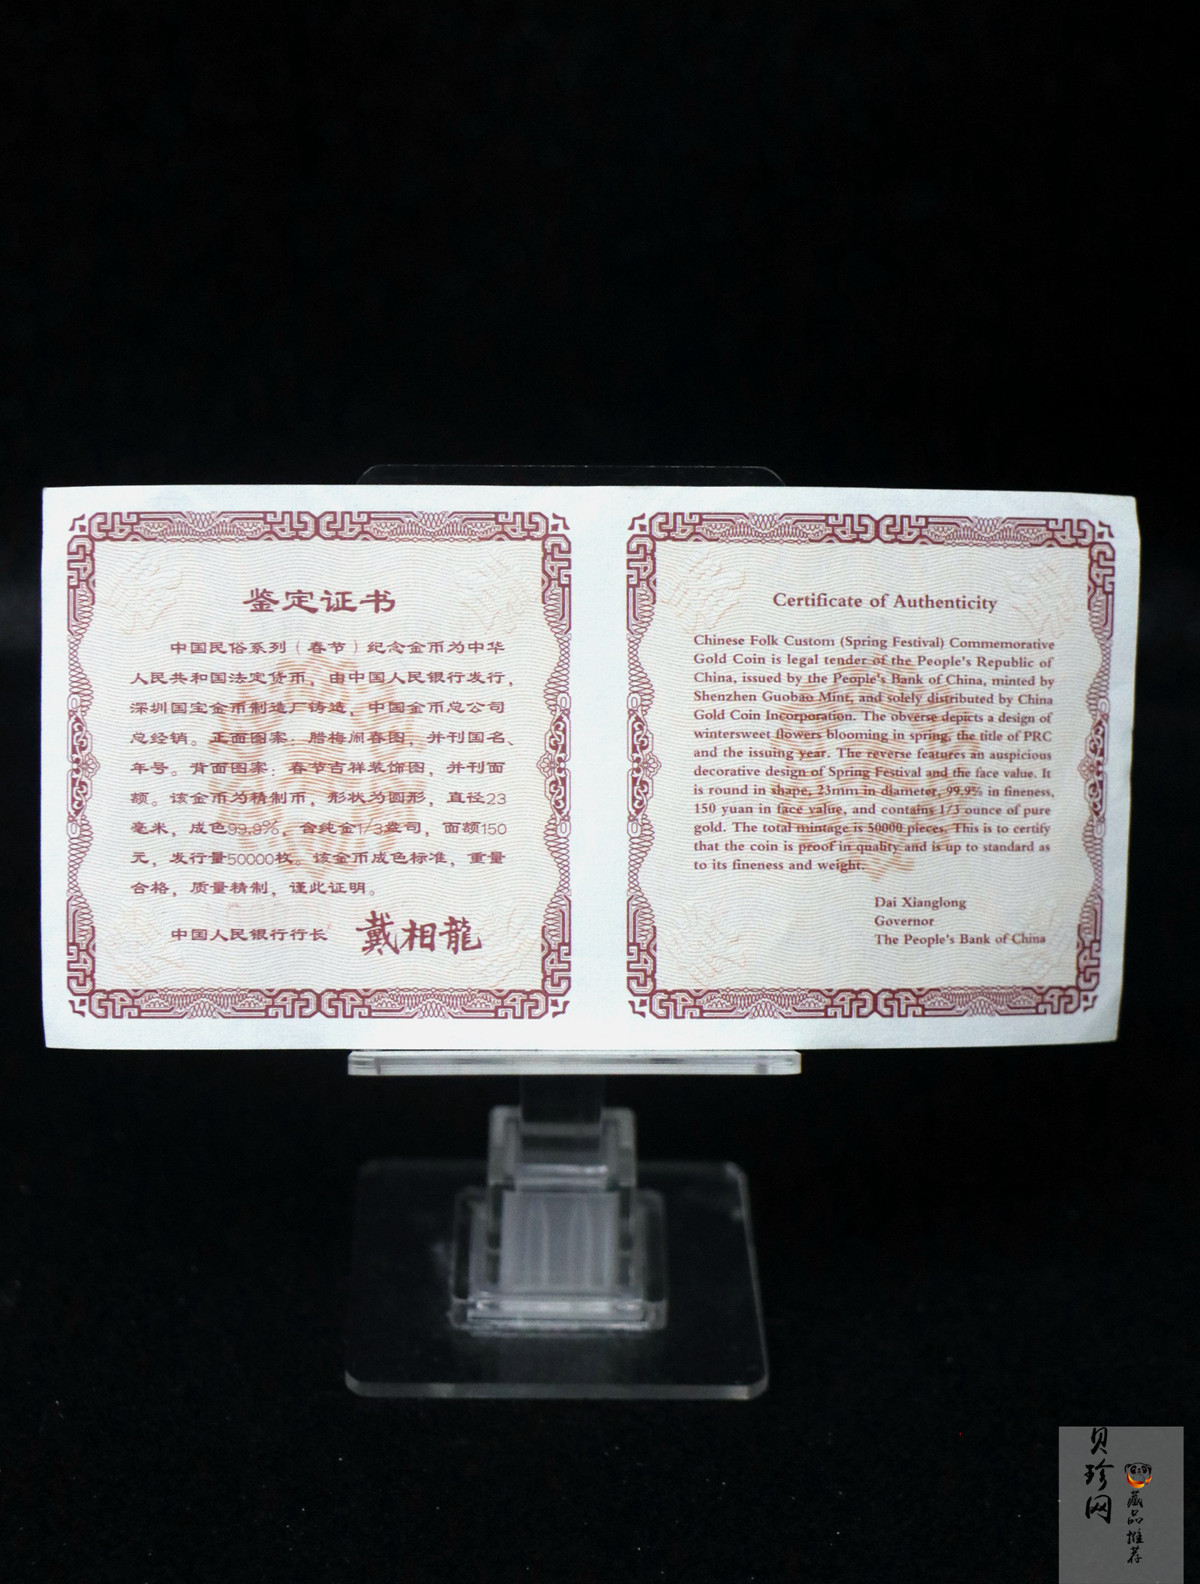 鉴定证书
中国民俗系列（春节）纪念金币为中华
人民共和国法定货币，由中国人民银行发行，
深圳国宝金币制造厂铸造，中国金币总公司
总经销。正面图案：腊梅闹春图，并刊国名、
年号。背面图案：春节吉祥装饰图，并刊面
额。该金币为精制币，形状为圆形，直径23
毫米，成色99.9%，含纯金1/3盎司，面额150
元，发行量50000枚。该金币成色标准，重量
合格，质量精制，谨此证明。
中国人民银行行长 戴相龍
Certificate of Authenticity
Chinese Folk Custom (Spring Festival) Commemorative
Gold Coin is legal tender of the People's Republic of
China, issued by the People's Bank of China, minted by
Shenzhen Guobao Mint, and solely distributed by China
Gold Coin Incorporation. The obverse depicts a design of
wintersweet flowers blooming in spring, the title of PRC
and the issuing year. The reverse features an auspicious
decorative design of Spring Festival and the face value. It
is round in shape, 23mm in diameter, 99.9% in fineness,
150 yuan in face value, and contains 1/3 ounce of pure
gold. The total mintage is 50000 pieces. This is to certify
that the coin is proof in quality and is up to standard as
to its fineness and weight.
Dai Xianglong
Governor
The People's Bank of China
贝珍网
藏品推荐